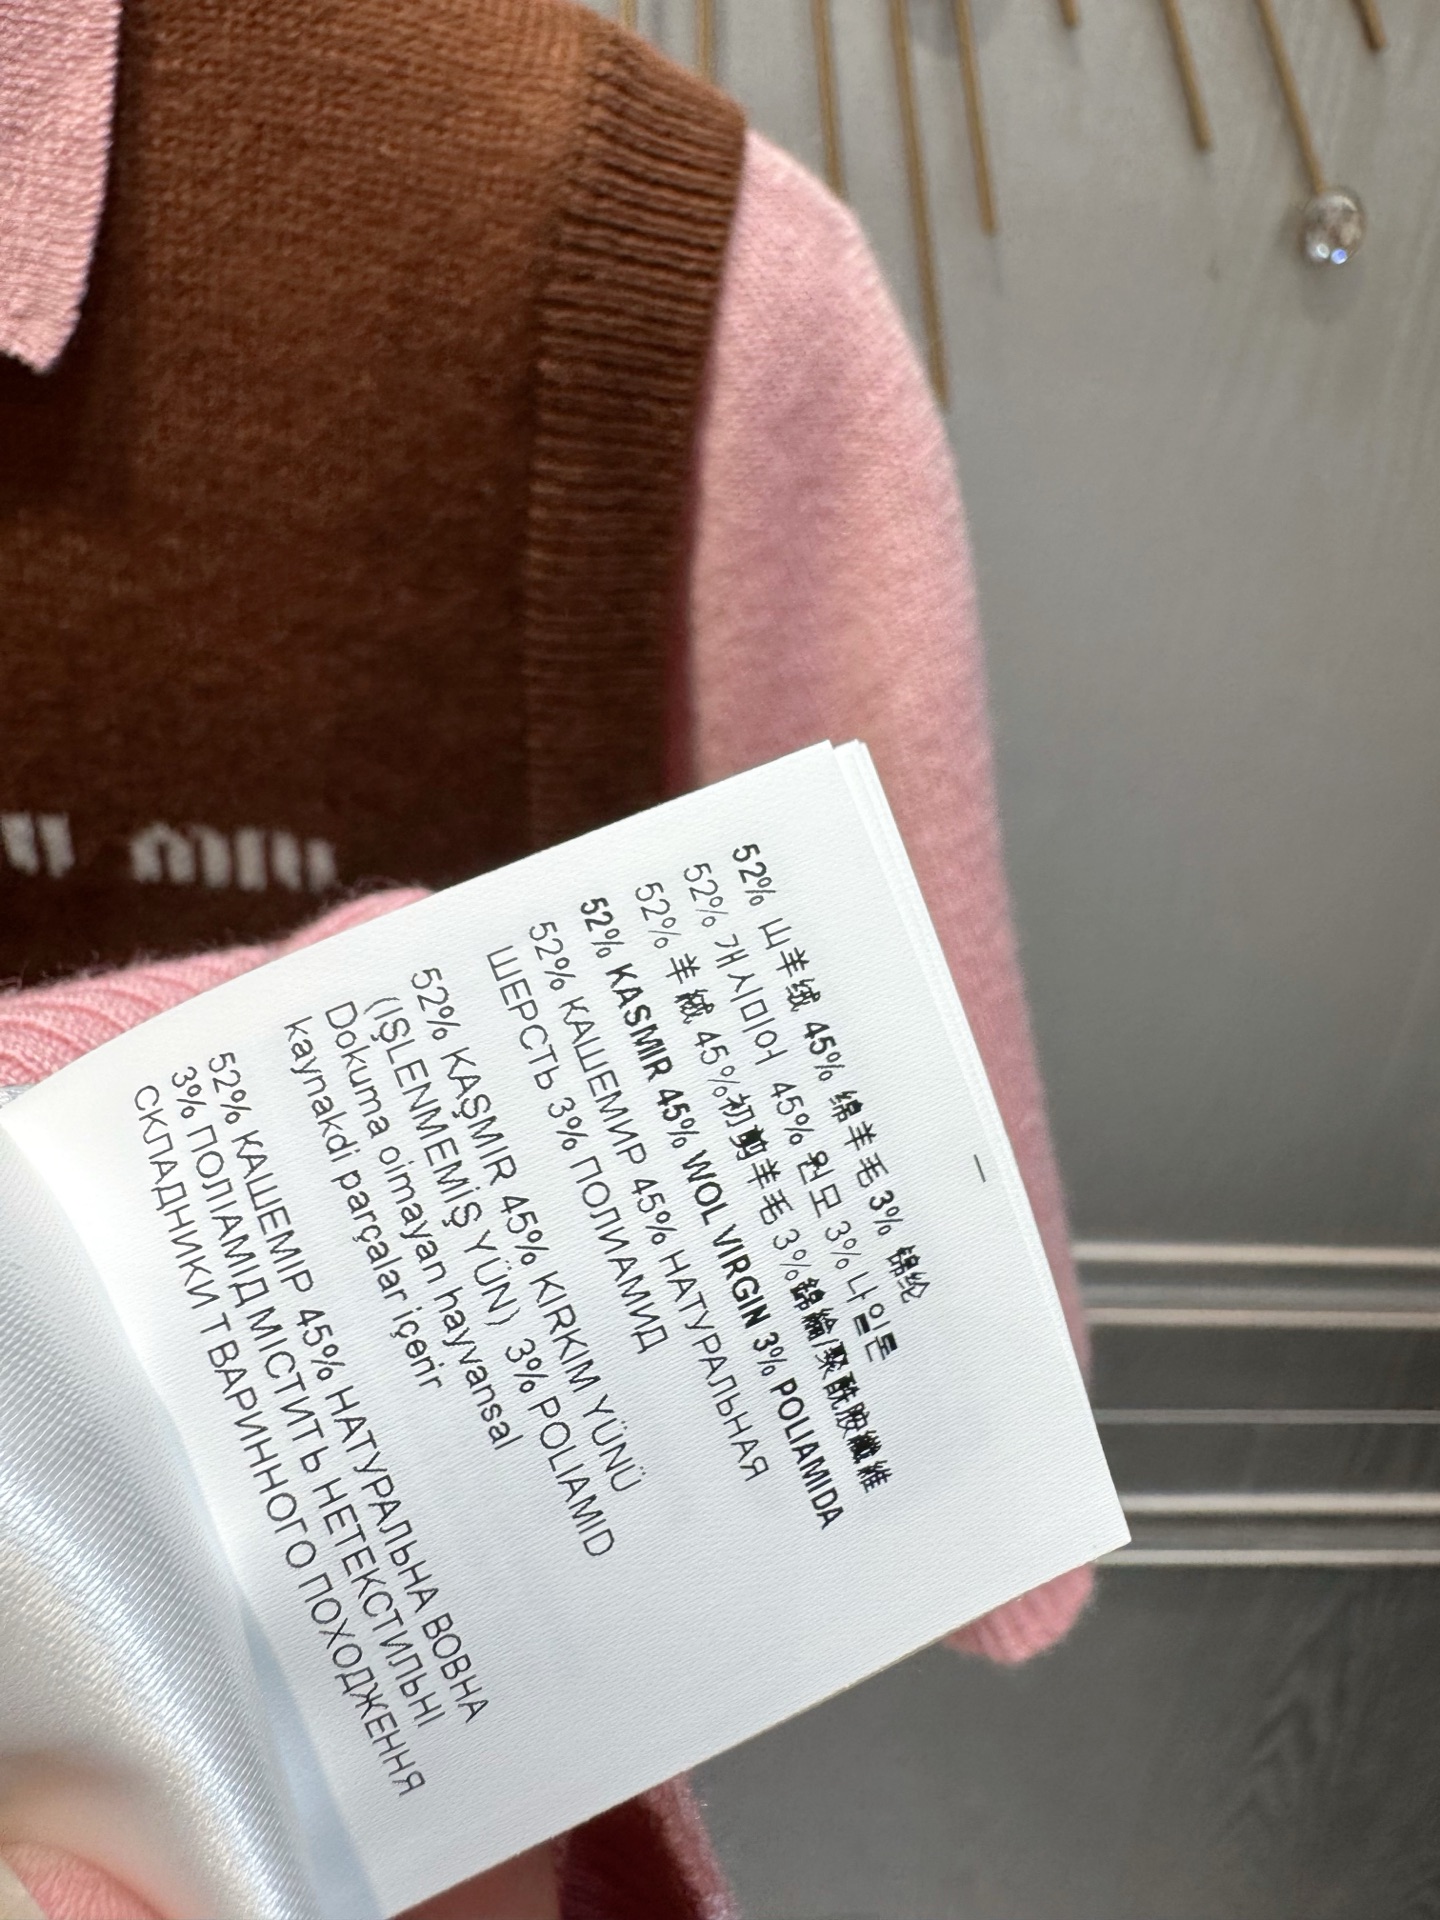 52% 山羊绒 45% 绵羊毛 3% 锦纶
52% 캐시미어 45% 원모 3% 나일론
52% 羊絨 45%初剪羊毛 3%錦綸/聚酰胺纖維
52% KASMIR 45% WOL VIRGIN 3% POLIAMIDA
52% КАШЕМИР 45% НАТУРАЛЬНАЯ
ШЕРСТЬ 3% ПОЛИАМИД
52% KAŞMIR 45% KIRKIM YÜNÜ
(IŞLENMEMİŞ YÜN) 3% POLIAMID
Dokuma olmayan hayvansal
kaynakdi parçalar içerir
52% КАШЕМІР 45% НАТУРАЛЬНА ВОВНА
3% ПОЛІАМІД МІСТИТЬ НЕТЕКСТИЛЬНІ
СКЛАДНИКИ ТВАРИННОГО ПОХОДЖЕННЯ